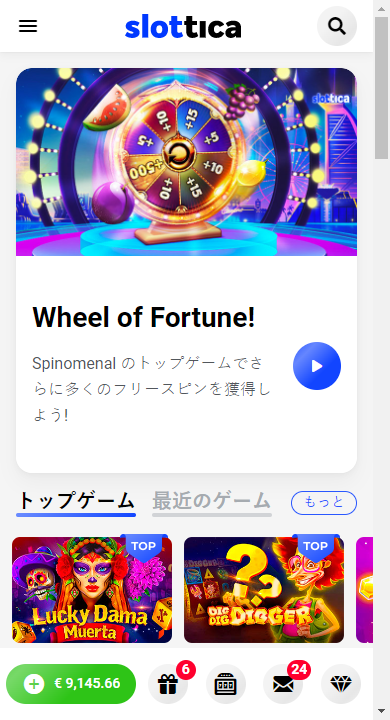 slottica
slottica
+15
5+
+5
+15
+10
500+
+5
10+
Wheel of Fortune!
Spinomenal のトップゲームでさ
らに多くのフリースピンを獲得し
よう!
トップゲーム
最近のゲーム
もっと
TOP
TOP
Lucky Dama
Muerta
DIG
DIG
DIGGER
€ 9,145.66
6
24